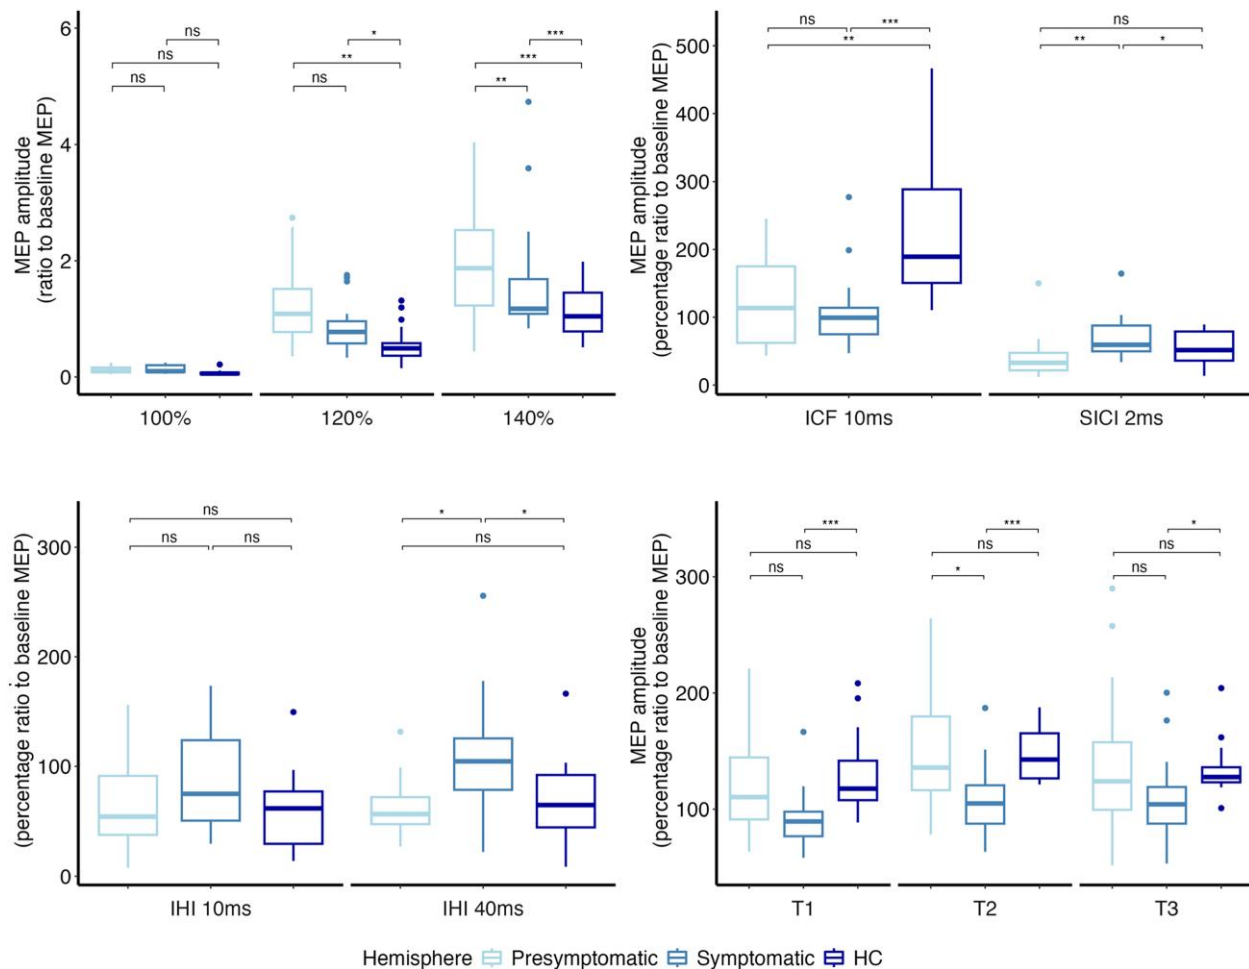 MEP amplitude
(ratio to baseline MEP)
6
4
2
0
ns
ns
ns
*
**
ns
***
***
**
100%
120%
140%
MEP amplitude
(percentage ratio to baseline MEP)
500
400
300
200
100
0
ns
***
**
ns
**
*
ICF 10ms
SICI 2ms
(percentage ratio to baseline MEP)
300
200
100
0
ns
ns
ns
*
*
ns
IHI 10ms
IHI 40ms
MEP amplitude
(percentage ratio to baseline MEP)
300
200
100
***
ns
ns
***
ns
*
*
ns
ns
T1
T2
T3
Hemisphere Presymptomatic Symptomatic HC